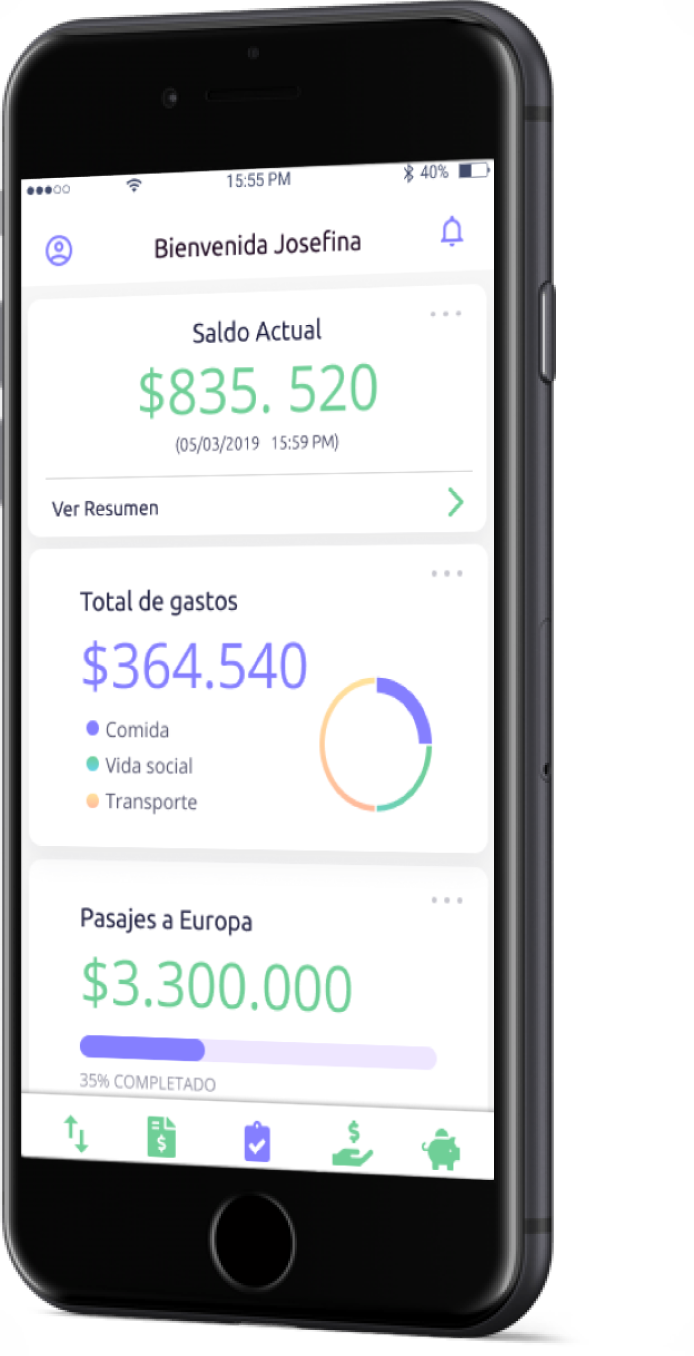 15:55 PM 40%
Bienvenida Josefina
Saldo Actual
$835. 520
(05/03/2019 15:59 PM)
Ver Resumen
Total de gastos
$364.540
Comida
Vida social
Transporte
Pasajes a Europa
$3.300.000
35% COMPLETADO
$ $